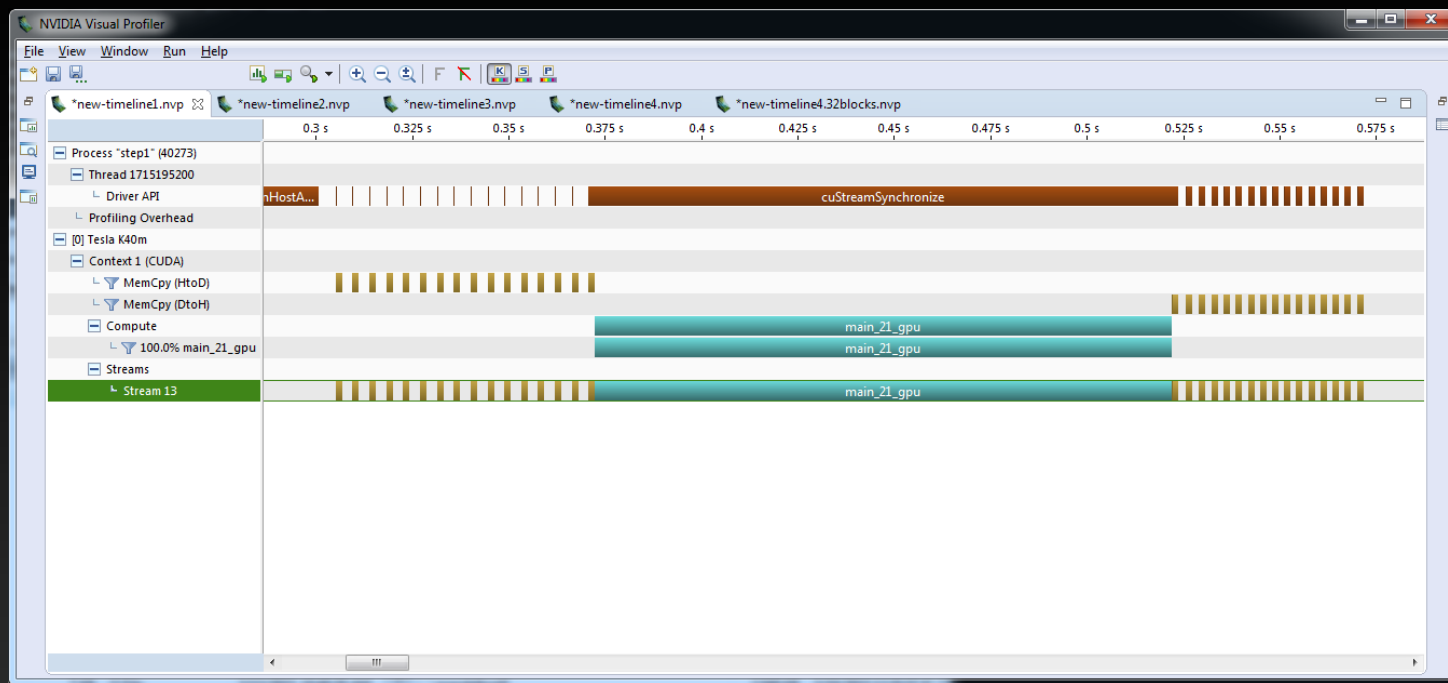 NVIDIA Visual Profiler
File View Window Run Help
*new-timeline1.nvp *new-timeline2.nvp *new-timeline3.nvp *new-timeline4.nvp *new-timeline4.32blocks.nvp
0.3 s 0.325 s 0.35 s 0.375 s 0.4 s 0.425 s 0.45 s 0.475 s 0.5 s 0.525 s 0.55 s 0.575 s
Process "step1" (40273)
Thread 1715195200
Driver API nHostA... cuStreamSynchronize
Profiling Overhead
[0] Tesla K40m
Context 1 (CUDA)
MemCpy (HtoD)
MemCpy (DtoH)
Compute main_21_gpu
100.0% main_21_gpu main_21_gpu
Streams
Stream 13 main_21_gpu